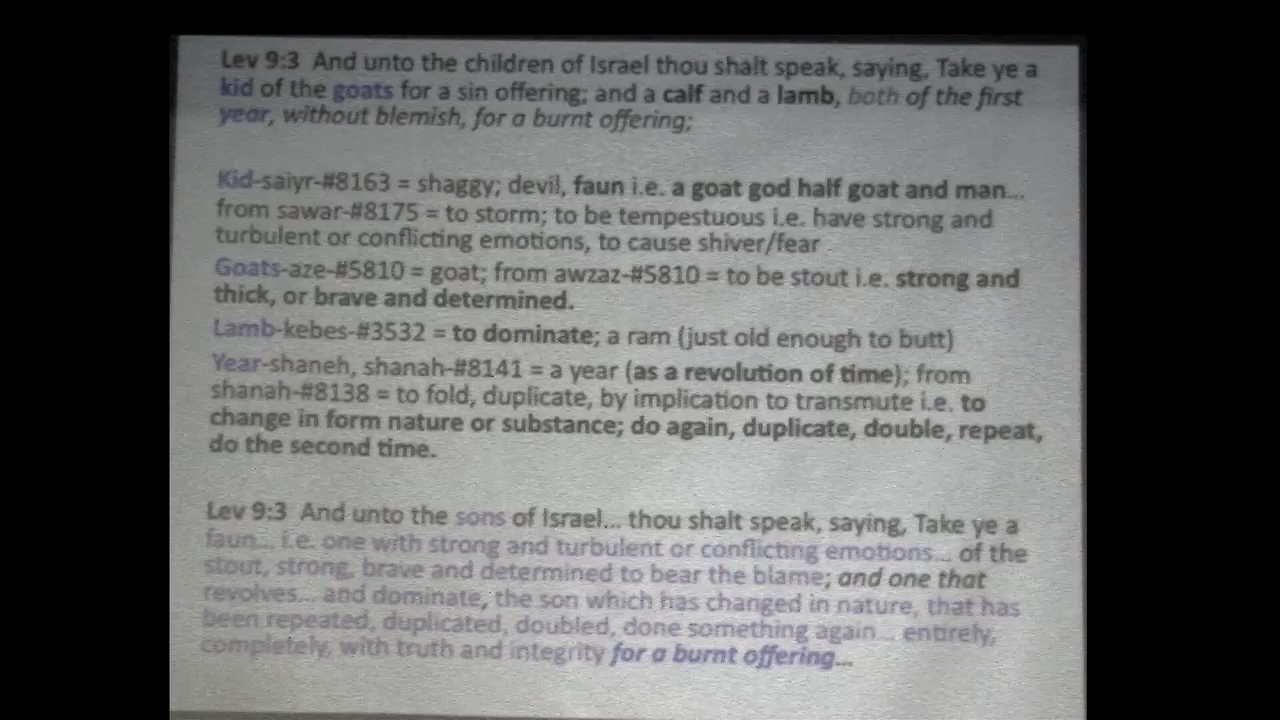 Lev 9:3 And unto the children of Israel thou shalt speak, saying, Take ye a
kid of the goats for a sin offering; and a calf and a lamb, both of the first
year, without blemish, for a burnt offering;
Kid-saiyr-#8163 = shaggy; devil, faun i.e. a goat god half goat and man...
from sawar-#8175 = to storm; to be tempestuous i.e. have strong and
turbulent or conflicting emotions, to cause shiver/fear
Goats-aze-#5810 = goat; from awzaz-#5810 = to be stout i.e. strong and
thick, or brave and determined.
Lamb-kebes-#3532 = to dominate; a ram (just old enough to butt)
Year-shaneh, shanah-#8141 = a year (as a revolution of time); from
shanah-#8138 = to fold, duplicate, by implication to transmute i.e. to
change in form nature or substance; do again, duplicate, double, repeat,
do the second time.
Lev 9:3 And unto the sons of Israel... thou shalt speak, saying, Take ye a
faun... i.e. one with strong and turbulent or conflicting emotions... of the
stout, strong, brave and determined to bear the blame; and one that
revolves... and dominate, the son which has changed in nature, that has
been repeated, duplicated, doubled, done something again... entirely,
completely, with truth and integrity for a burnt offering...